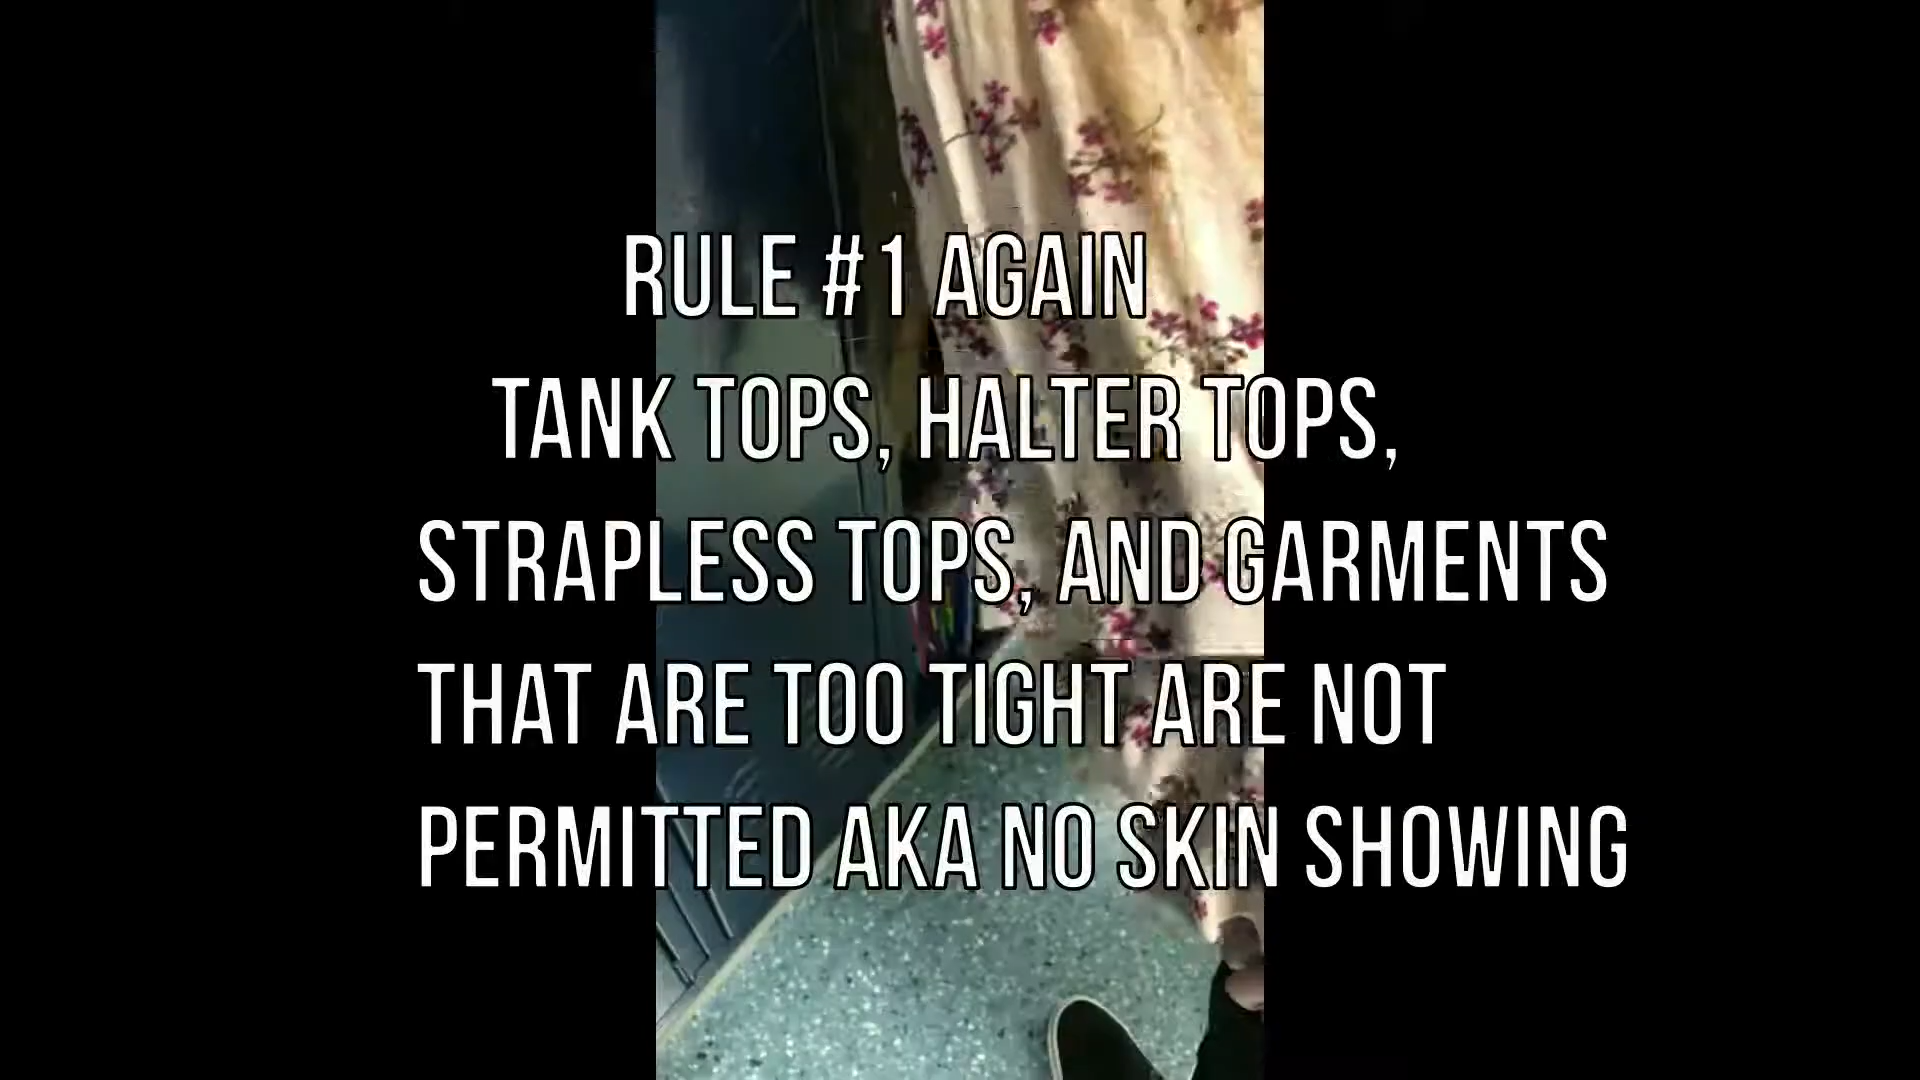 RULE #1 AGAIN
TANK TOPS, HALTER TOPS,
STRAPLESS TOPS, AND GARMENTS
THAT ARE TOO TIGHT ARE NOT
PERMITTED AKA NO SKIN SHOWING